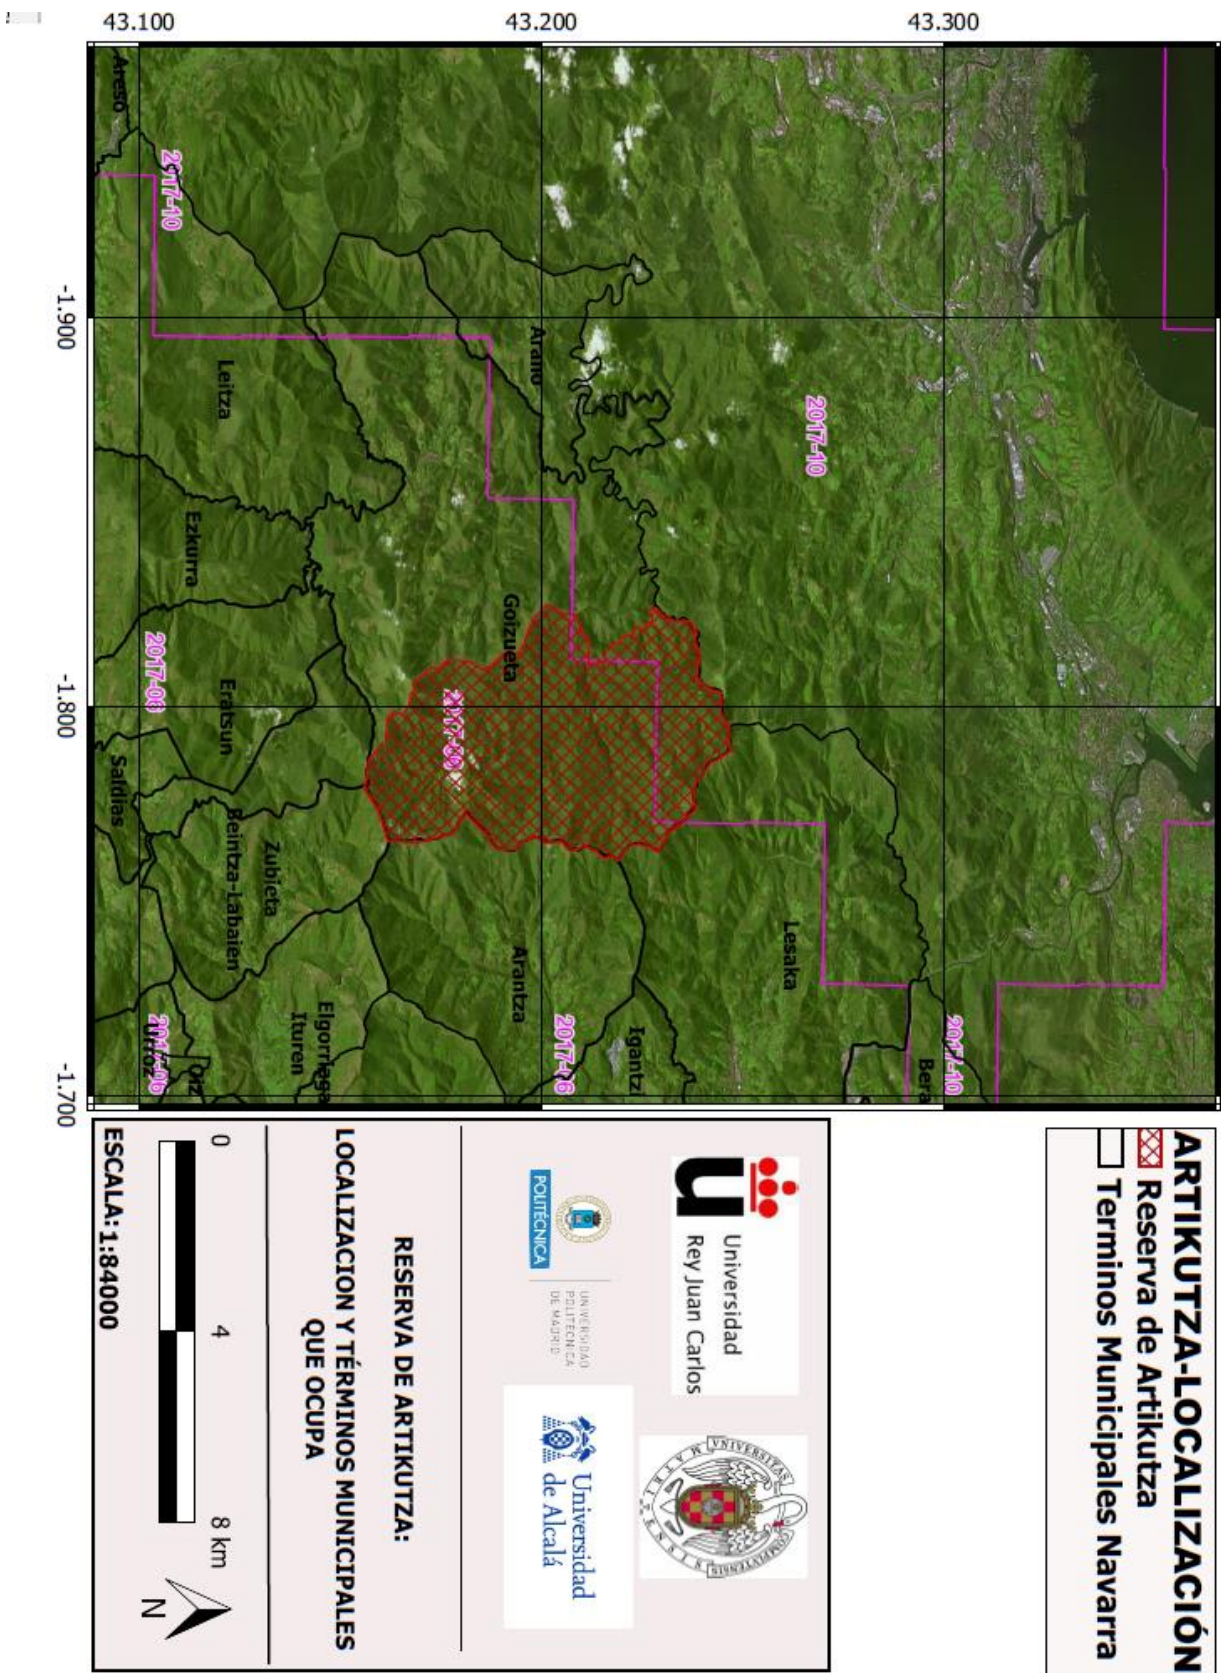 ARTIKUTZA-LOCALIZACIÓN
Reserva de Artikutza
Terminos Municipales Navarra
43.100
43.200
43.300
-1.900
-1.800
-1.700
2017-10
2017-10
2017-10
2017-06
2017-06
Areso
Leitza
Arano
Goizueta
Ezkurra
Eratsun
Saldias
Beintza-Labaien
Zubieta
Ituren
Elgorriaga
Urroz
Arantza
Igantzi
Lesaka
Bera
Universidad
Rey Juan Carlos
POLITÉCNICA
UNIVERSIDAD
POLITÉCNICA
DE MADRID
Universidad
de Alcalá
RESERVA DE ARTIKUTZA:
LOCALIZACION Y TÉRMINOS MUNICIPALES
QUE OCUPA
0 4 8 km
N
ESCALA: 1:84000